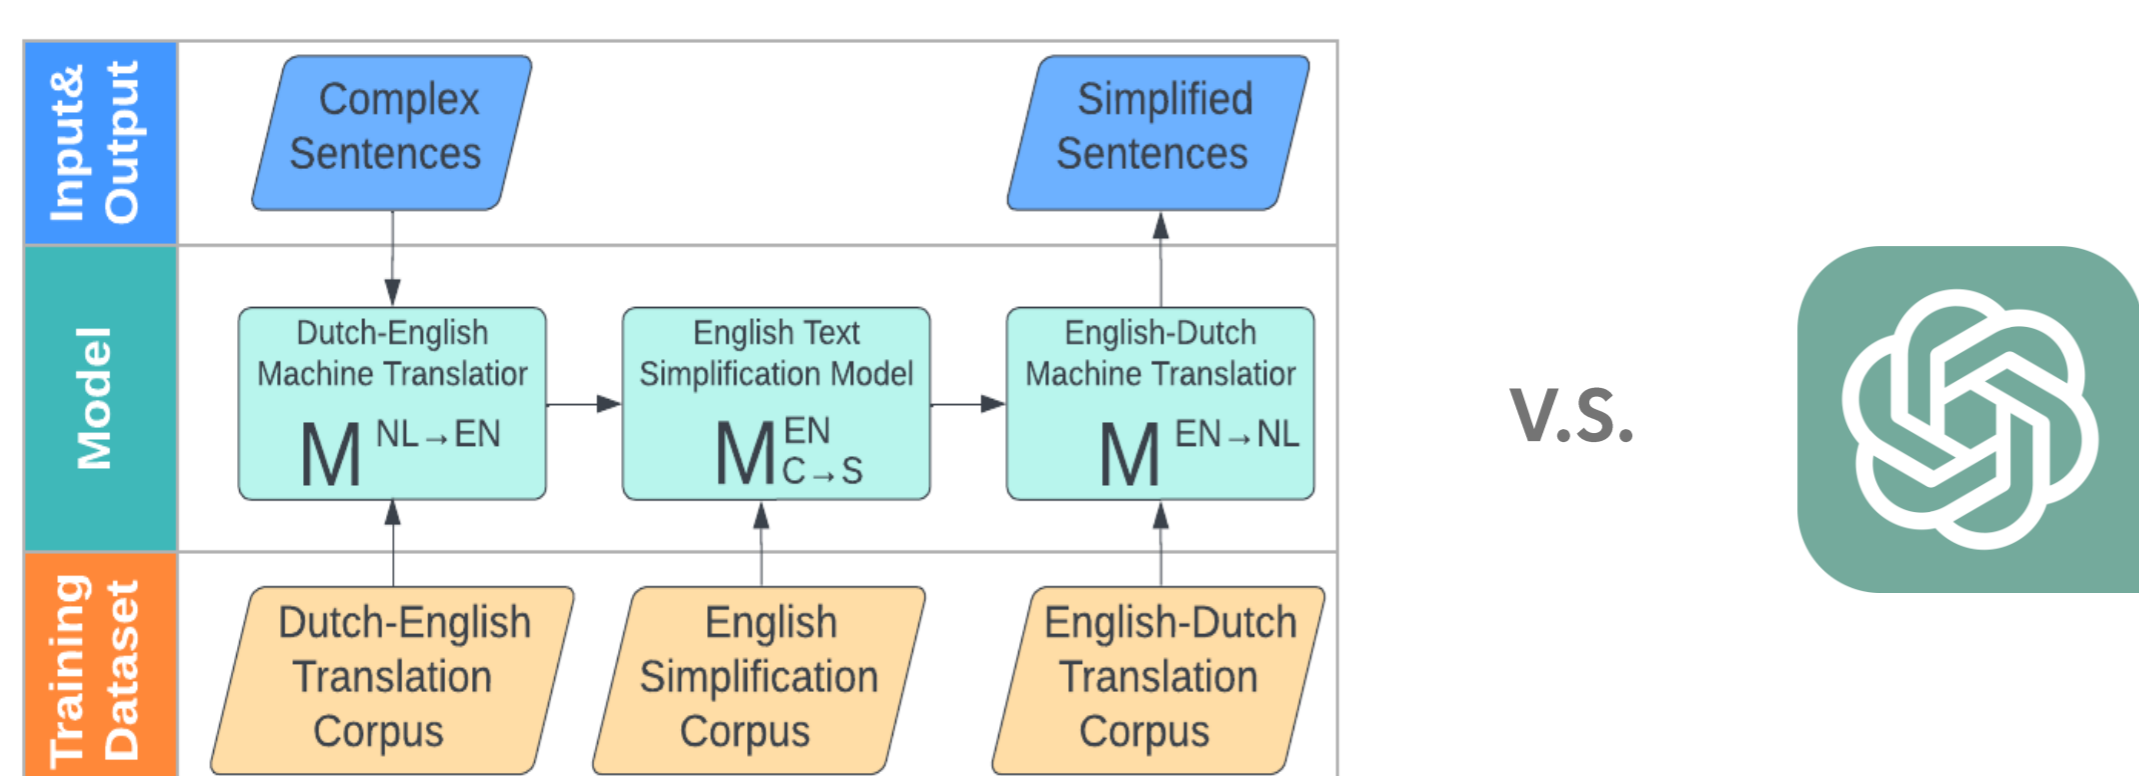 Input&
Output
Complex
Sentences
Simplified
Sentences
Model
Dutch-English
Machine Translatior
M NL→EN
English Text
Simplification Model
M EN C→S
English-Dutch
Machine Translatior
M EN→NL
Training
Dataset
Dutch-English
Translation
Corpus
English
Simplification
Corpus
English-Dutch
Translation
Corpus
V.S.